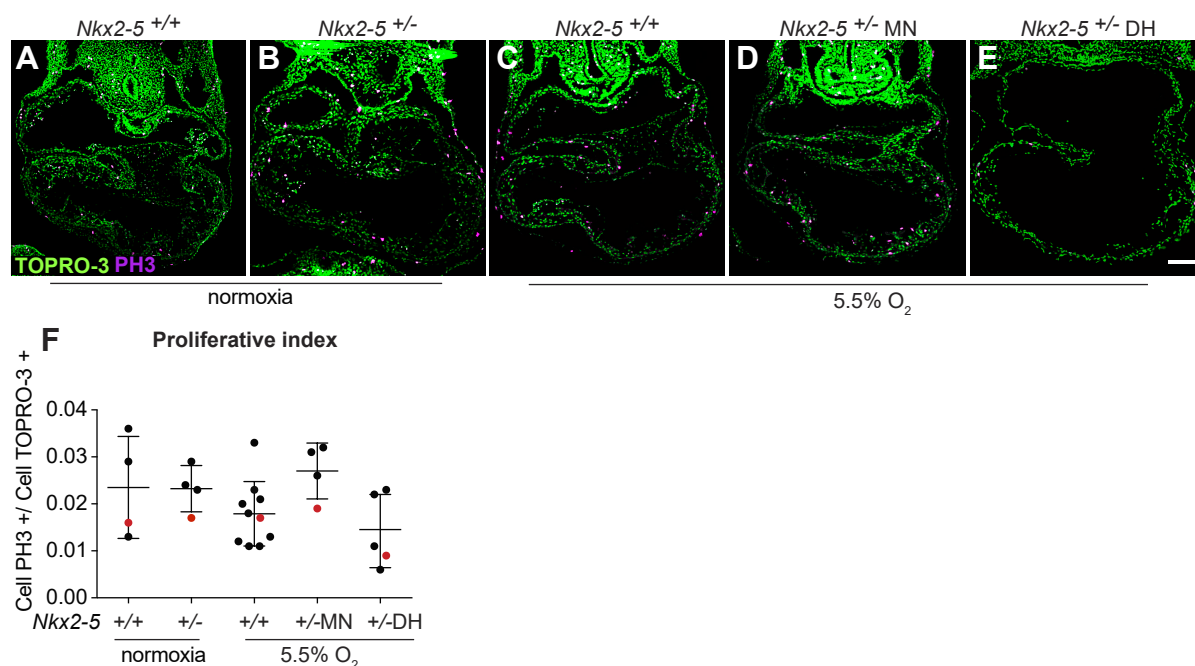 Nkx2-5 +/+ Nkx2-5 +/- Nkx2-5 +/+ Nkx2-5 +/- MN Nkx2-5 +/- DH
A B C D E
TOPRO-3 PH3
normoxia 5.5% O2
F Proliferative index
Cell PH3 +/ Cell TOPRO-3 +
0.04
0.03
0.02
0.01
0.00
Nkx2-5 +/+ +/- +/+ +/-MN +/-DH
normoxia 5.5% O2